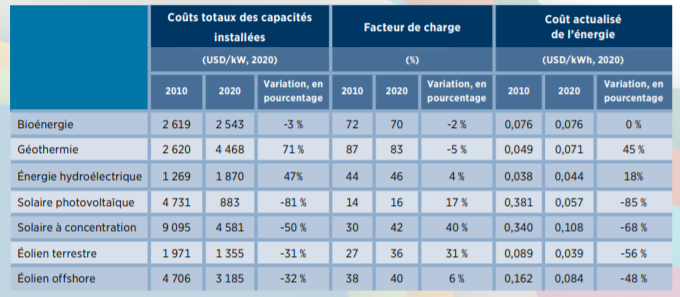 Coûts totaux des capacités installées Facteur de charge Coût actualisé de l'énergie
(USD/kW, 2020) (%) (USD/kWh, 2020)
2010 2020 Variation, en pourcentage 2010 2020 Variation, en pourcentage 2010 2020 Variation, en pourcentage
Bioénergie 2 619 2 543 -3 % 72 70 -2 % 0,076 0,076 0 %
Géothermie 2 620 4 468 71 % 87 83 -5 % 0,049 0,071 45 %
Énergie hydroélectrique 1 269 1 870 47% 44 46 4 % 0,038 0,044 18%
Solaire photovoltaïque 4 731 883 -81 % 14 16 17 % 0,381 0,057 -85 %
Solaire à concentration 9 095 4 581 -50 % 30 42 40 % 0,340 0,108 -68 %
Éolien terrestre 1 971 1 355 -31 % 27 36 31 % 0,089 0,039 -56 %
Éolien offshore 4 706 3 185 -32 % 38 40 6 % 0,162 0,084 -48 %